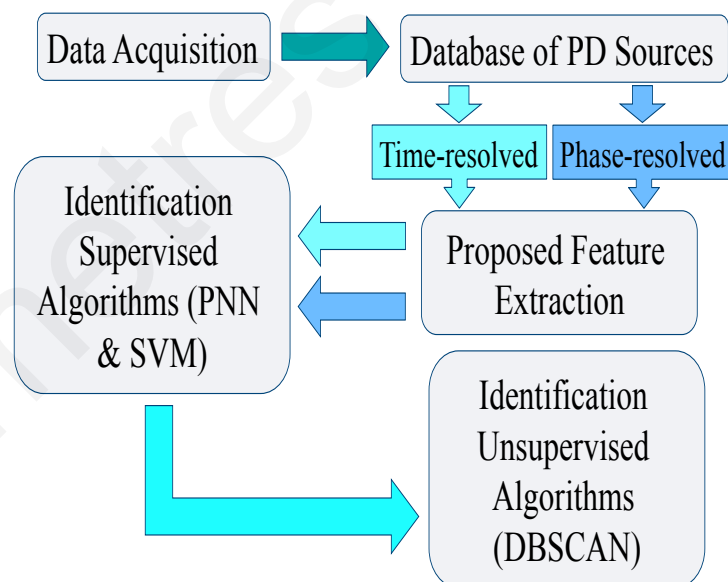 Data Acquisition
Database of PD Sources
Time-resolved
Phase-resolved
Proposed Feature
Extraction
Identification
Supervised
Algorithms (PNN
& SVM)
Identification
Unsupervised
Algorithms
(DBSCAN)